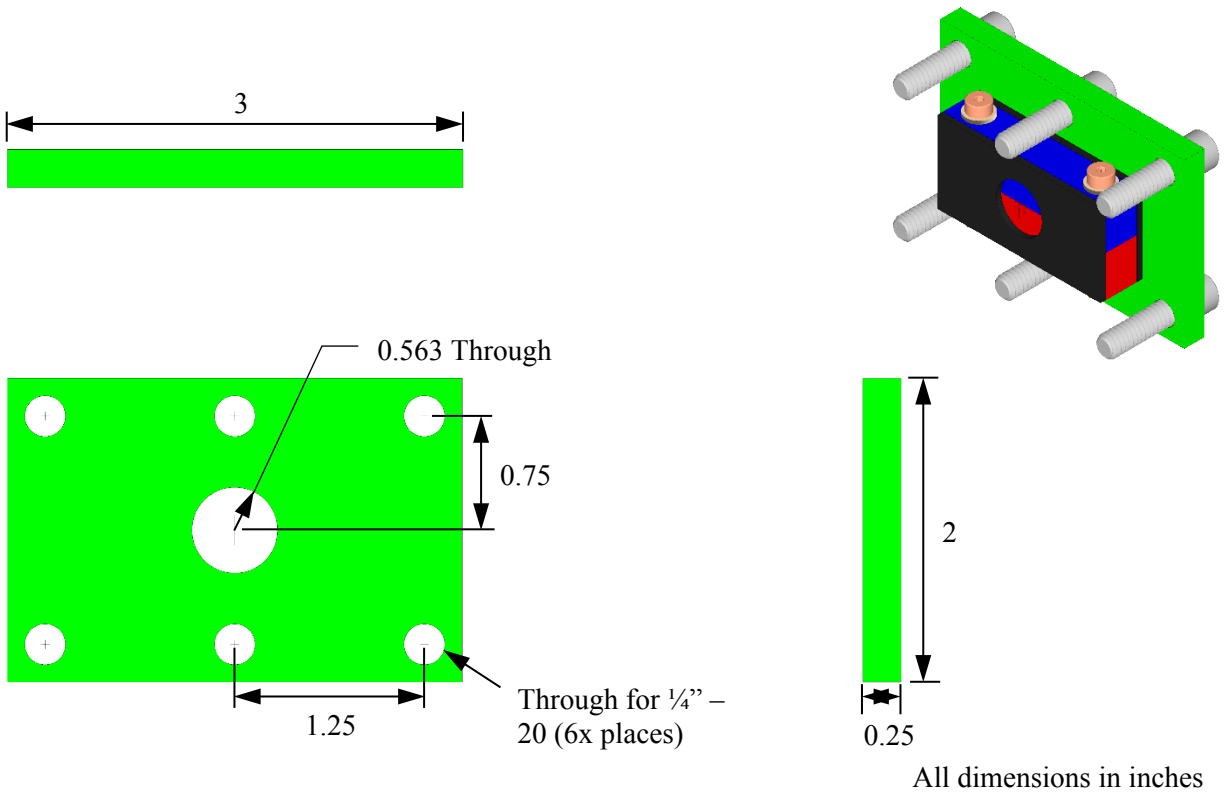 3
0.563 Through
0.75
2
1.25
Through for ¼” –
20 (6x places)
0.25
All dimensions in inches